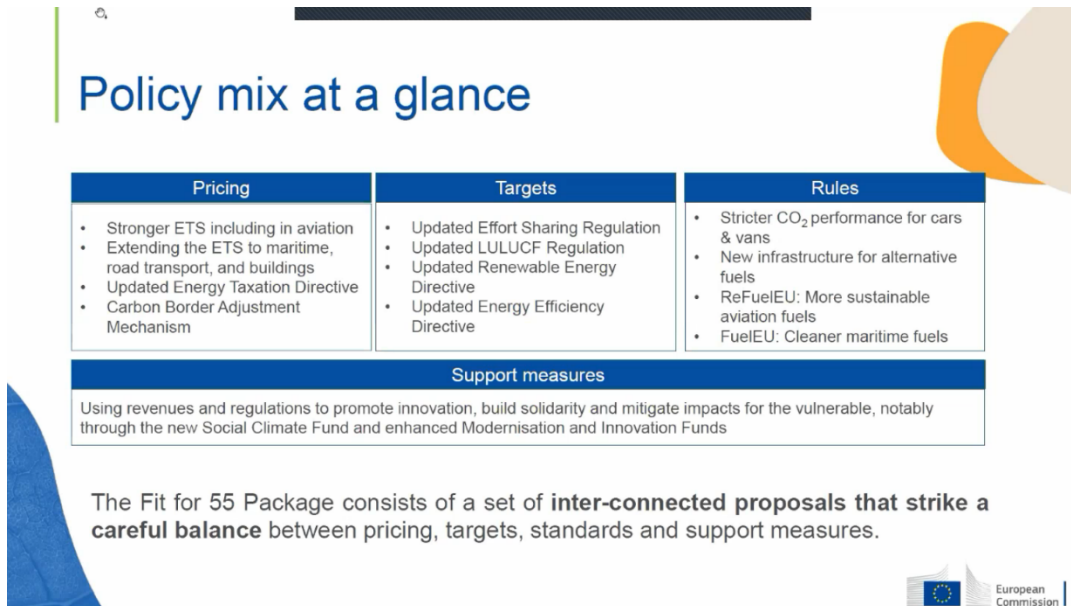 Policy mix at a glance
Pricing
• Stronger ETS including in aviation
• Extending the ETS to maritime,
road transport, and buildings
• Updated Energy Taxation Directive
• Carbon Border Adjustment
Mechanism
Targets
• Updated Effort Sharing Regulation
• Updated LULUCF Regulation
• Updated Renewable Energy
Directive
• Updated Energy Efficiency
Directive
Rules
• Stricter CO₂ performance for cars
& vans
• New infrastructure for alternative
fuels
• ReFuelEU: More sustainable
aviation fuels
• FuelEU: Cleaner maritime fuels
Support measures
Using revenues and regulations to promote innovation, build solidarity and mitigate impacts for the vulnerable, notably
through the new Social Climate Fund and enhanced Modernisation and Innovation Funds
The Fit for 55 Package consists of a set of inter-connected proposals that strike a
careful balance between pricing, targets, standards and support measures.
European
Commission